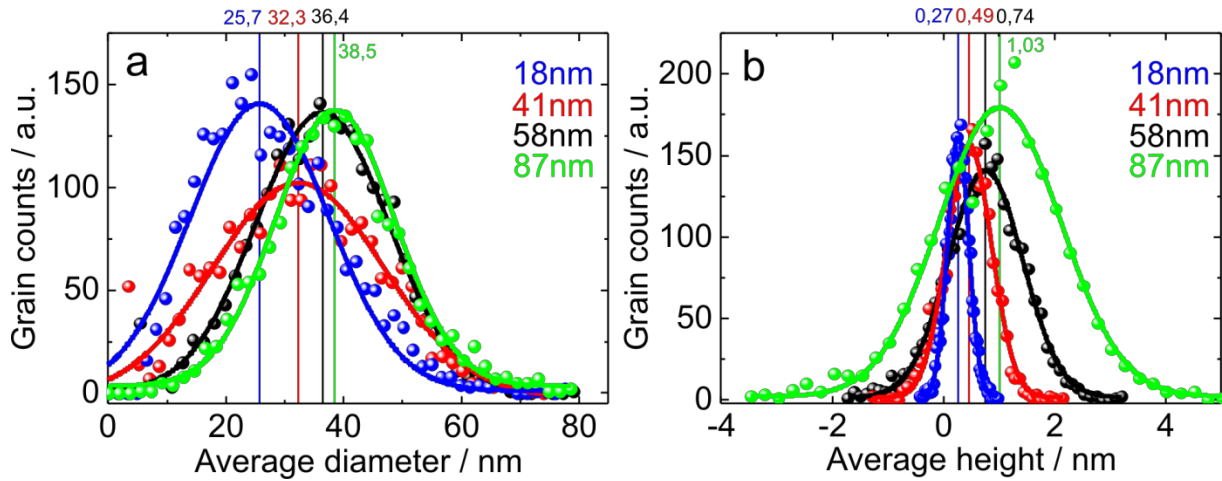 25,7 32,3 36,4
38,5
a
18nm
41nm
58nm
87nm
150
100
50
0
Grain counts / a.u.
0 20 40 60 80
Average diameter / nm
0,27 0,49 0,74
1,03
b
18nm
41nm
58nm
87nm
200
150
100
50
0
Grain counts / a.u.
-4 -2 0 2 4
Average height / nm